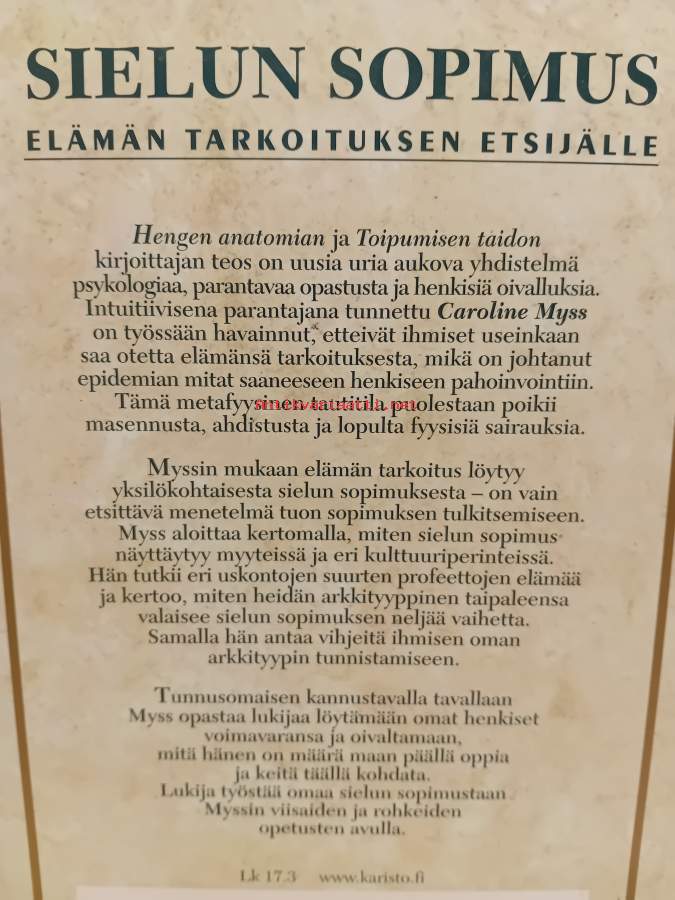 SIELUN SOPIMUS
ELÄMÄN TARKOITUKSEN ETSIJÄLLE
Hengen anatomian ja Toipumisen taidon
kirjoittajan teos on uusia uria aukova yhdistelmä
psykologiaa, parantavaa opastusta ja henkisiä oivalluksia.
Intuitiivisena parantajana tunnettu Caroline Myss
on työssään havainnut, etteivät ihmiset useinkaan
saa otetta elämänsä tarkoituksesta, mikä on johtanut
epidemian mitat saaneeseen henkiseen pahoinvointiin.
Tämä metafyysinen tautitila puolestaan poikii
masennusta, ahdistusta ja lopulta fyysisiä sairauksia.
Myssin mukaan elämän tarkoitus löytyy
yksilökohtaisesta sielun sopimuksesta – on vain
etsittävä menetelmä tuon sopimuksen tulkitsemiseen.
Myss aloittaa kertomalla, miten sielun sopimus
näyttäytyy myyteissä ja eri kulttuuriperinteissä.
Hän tutkii eri uskontojen suurten profeettojen elämää
ja kertoo, miten heidän arkkityyppinen taipaleensa
valaisee sielun sopimuksen neljää vaihetta.
Samalla hän antaa vihjeitä ihmisen oman
arkkityypin tunnistamiseen.
Tunnusomaisen kannustavalla tavallaan
Myss opastaa lukijaa löytämään omat henkiset
voimavaransa ja oivaltamaan,
mitä hänen on määrä maan päällä oppia
ja keitä täällä kohdata.
Lukija työstää omaa sielun sopimustaan
Myssin viisaiden ja rohkeiden
opetusten avulla.
Lk 17.3 www.karisto.fi